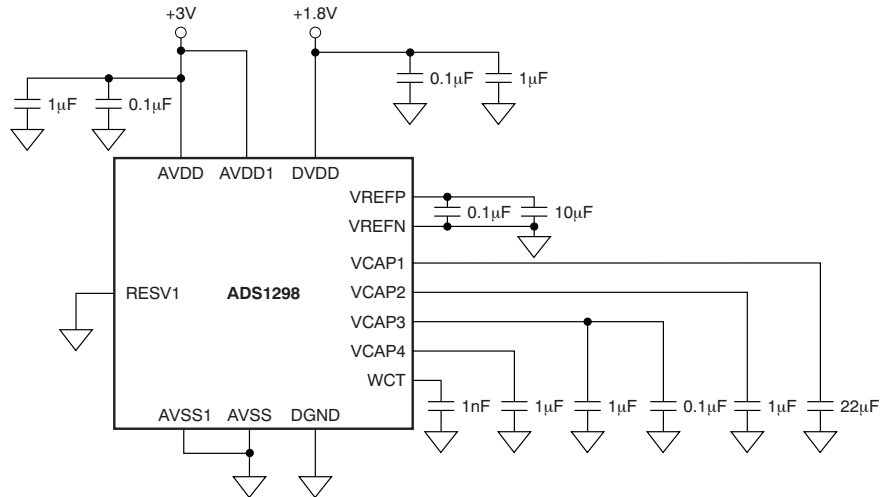 +3V
+1.8V
1μF
0.1μF
0.1μF
1μF
AVDD
AVDD1
DVDD
VREFP
0.1μF
10μF
VREFN
VCAP1
RESV1
ADS1298
VCAP2
VCAP3
VCAP4
WCT
1nF
1μF
1μF
0.1μF
1μF
22μF
AVSS1
AVSS
DGND